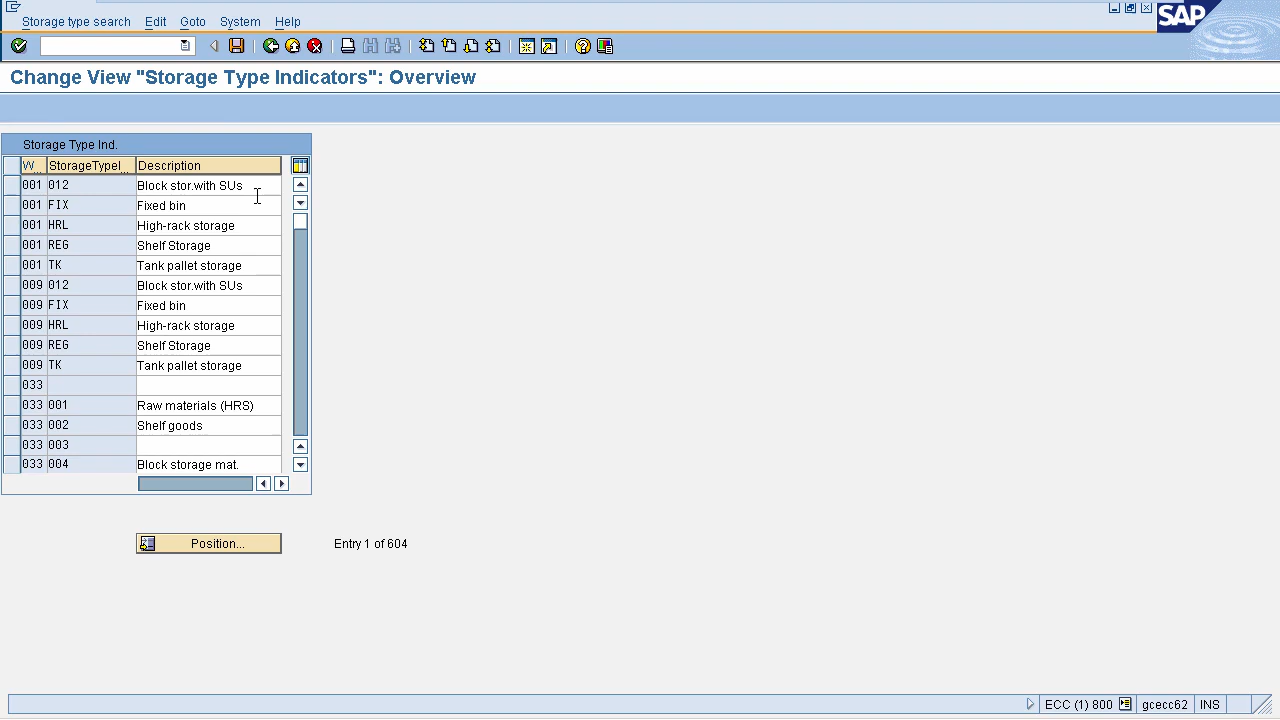 Storage type search Edit Goto System Help
SAP
Change View "Storage Type Indicators": Overview
Storage Type Ind.
W... StorageTypeI... Description
001 012 Block stor.with SUs
001 FIX Fixed bin
001 HRL High-rack storage
001 REG Shelf Storage
001 TK Tank pallet storage
009 012 Block stor.with SUs
009 FIX Fixed bin
009 HRL High-rack storage
009 REG Shelf Storage
009 TK Tank pallet storage
033
033 001 Raw materials (HRS)
033 002 Shelf goods
033 003
033 004 Block storage mat.
Position... Entry 1 of 604
ECC (1) 800 gcecc62 INS